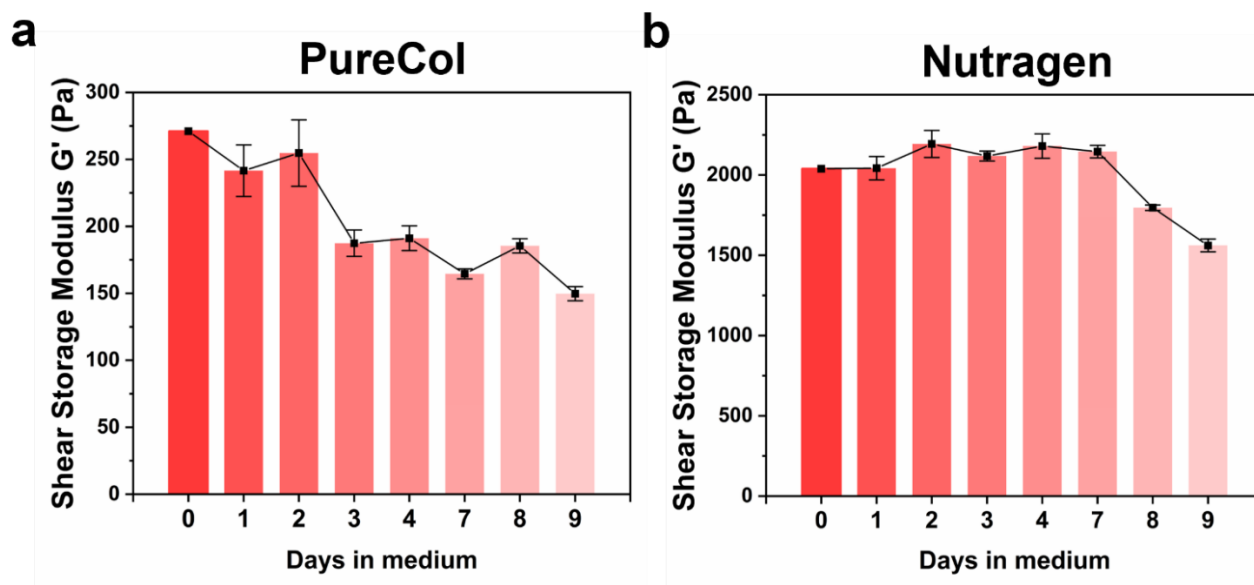 a
PureCol
Shear Storage Modulus G' (Pa)
300
250
200
150
100
50
0
0 1 2 3 4 7 8 9
Days in medium
b
Nutragen
Shear Storage Modulus G' (Pa)
2500
2000
1500
1000
500
0
0 1 2 3 4 7 8 9
Days in medium